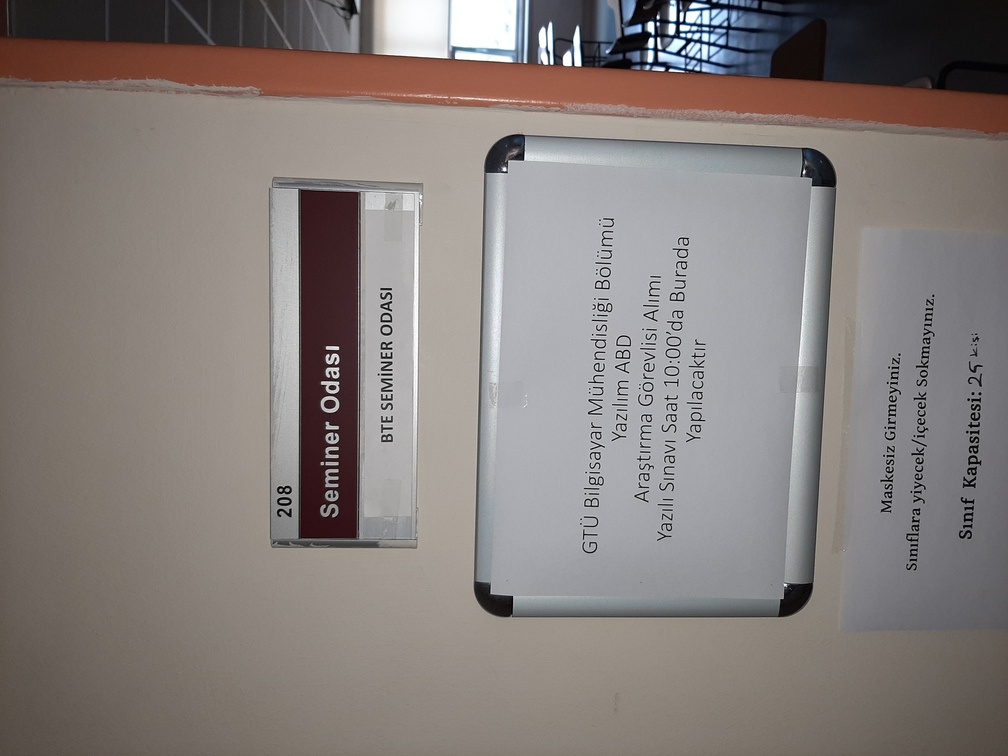 208
Seminer Odası
BTE SEMİNER ODASI
GTÜ Bilgisayar Mühendisliği Bölümü
Yazılım ABD
Araştırma Görevlisi Alımı
Yazılı Sınavı Saat 10:00'da Burada
Yapılacaktır
Maskesiz Girmeyiniz.
Sınıflara yiyecek/içecek Sokmayınız.
Sınıf Kapasitesi: 25 kişi